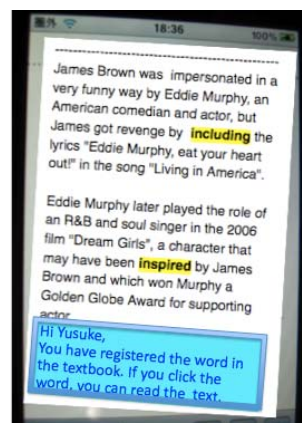 圏外 18:36 100%
James Brown was impersonated in a
very funny way by Eddie Murphy, an
American comedian and actor, but
James got revenge by including the
lyrics "Eddie Murphy, eat your heart
out!" in the song "Living in America".
Eddie Murphy later played the role of
an R&B and soul singer in the 2006
film "Dream Girls", a character that
may have been inspired by James
Brown and which won Murphy a
Golden Globe Award for supporting
actor
Hi Yusuke,
You have registered the word in
the textbook. If you click the
word, you can read the text.